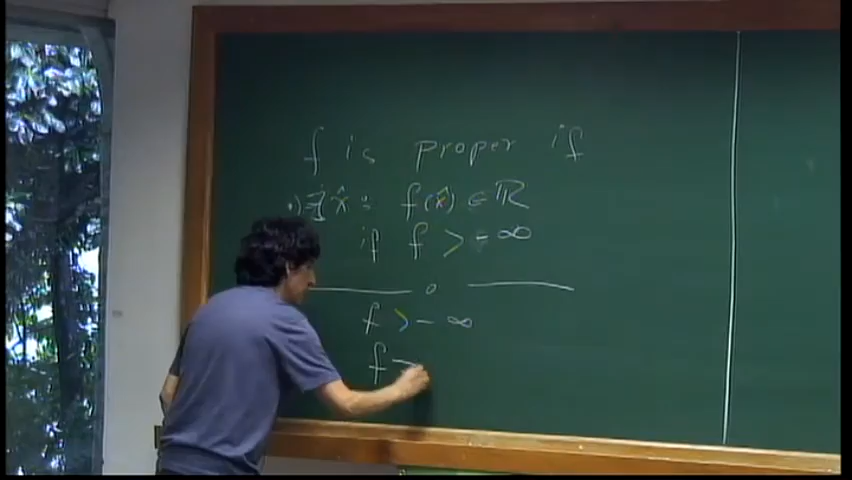 f is proper if
∃ x̂ : f(x̂) ∈ ℝ
if f > -∞
f > - ∞
f